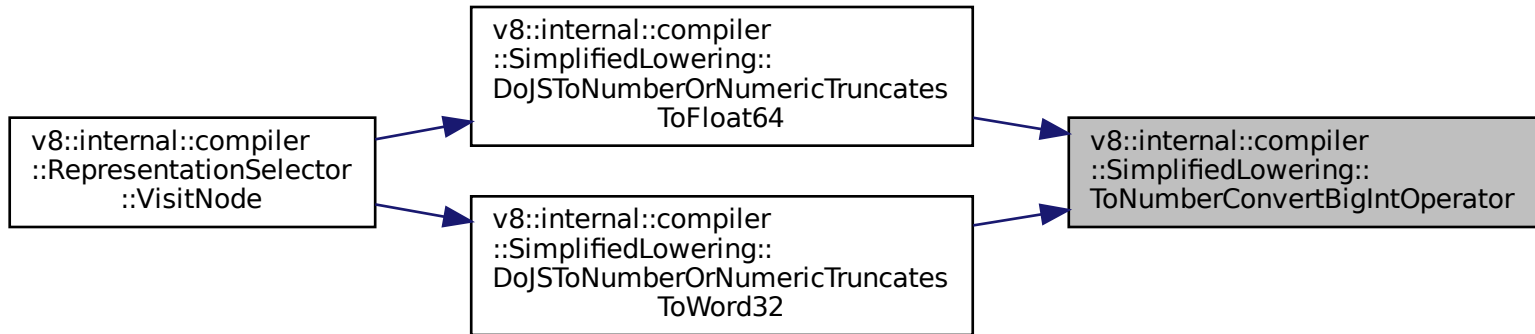 v8::internal::compiler
::RepresentationSelector
::VisitNode
v8::internal::compiler
::SimplifiedLowering::
DoJSToNumberOrNumericTruncates
ToFloat64
v8::internal::compiler
::SimplifiedLowering::
DoJSToNumberOrNumericTruncates
ToWord32
v8::internal::compiler
::SimplifiedLowering::
ToNumberConvertBigIntOperator